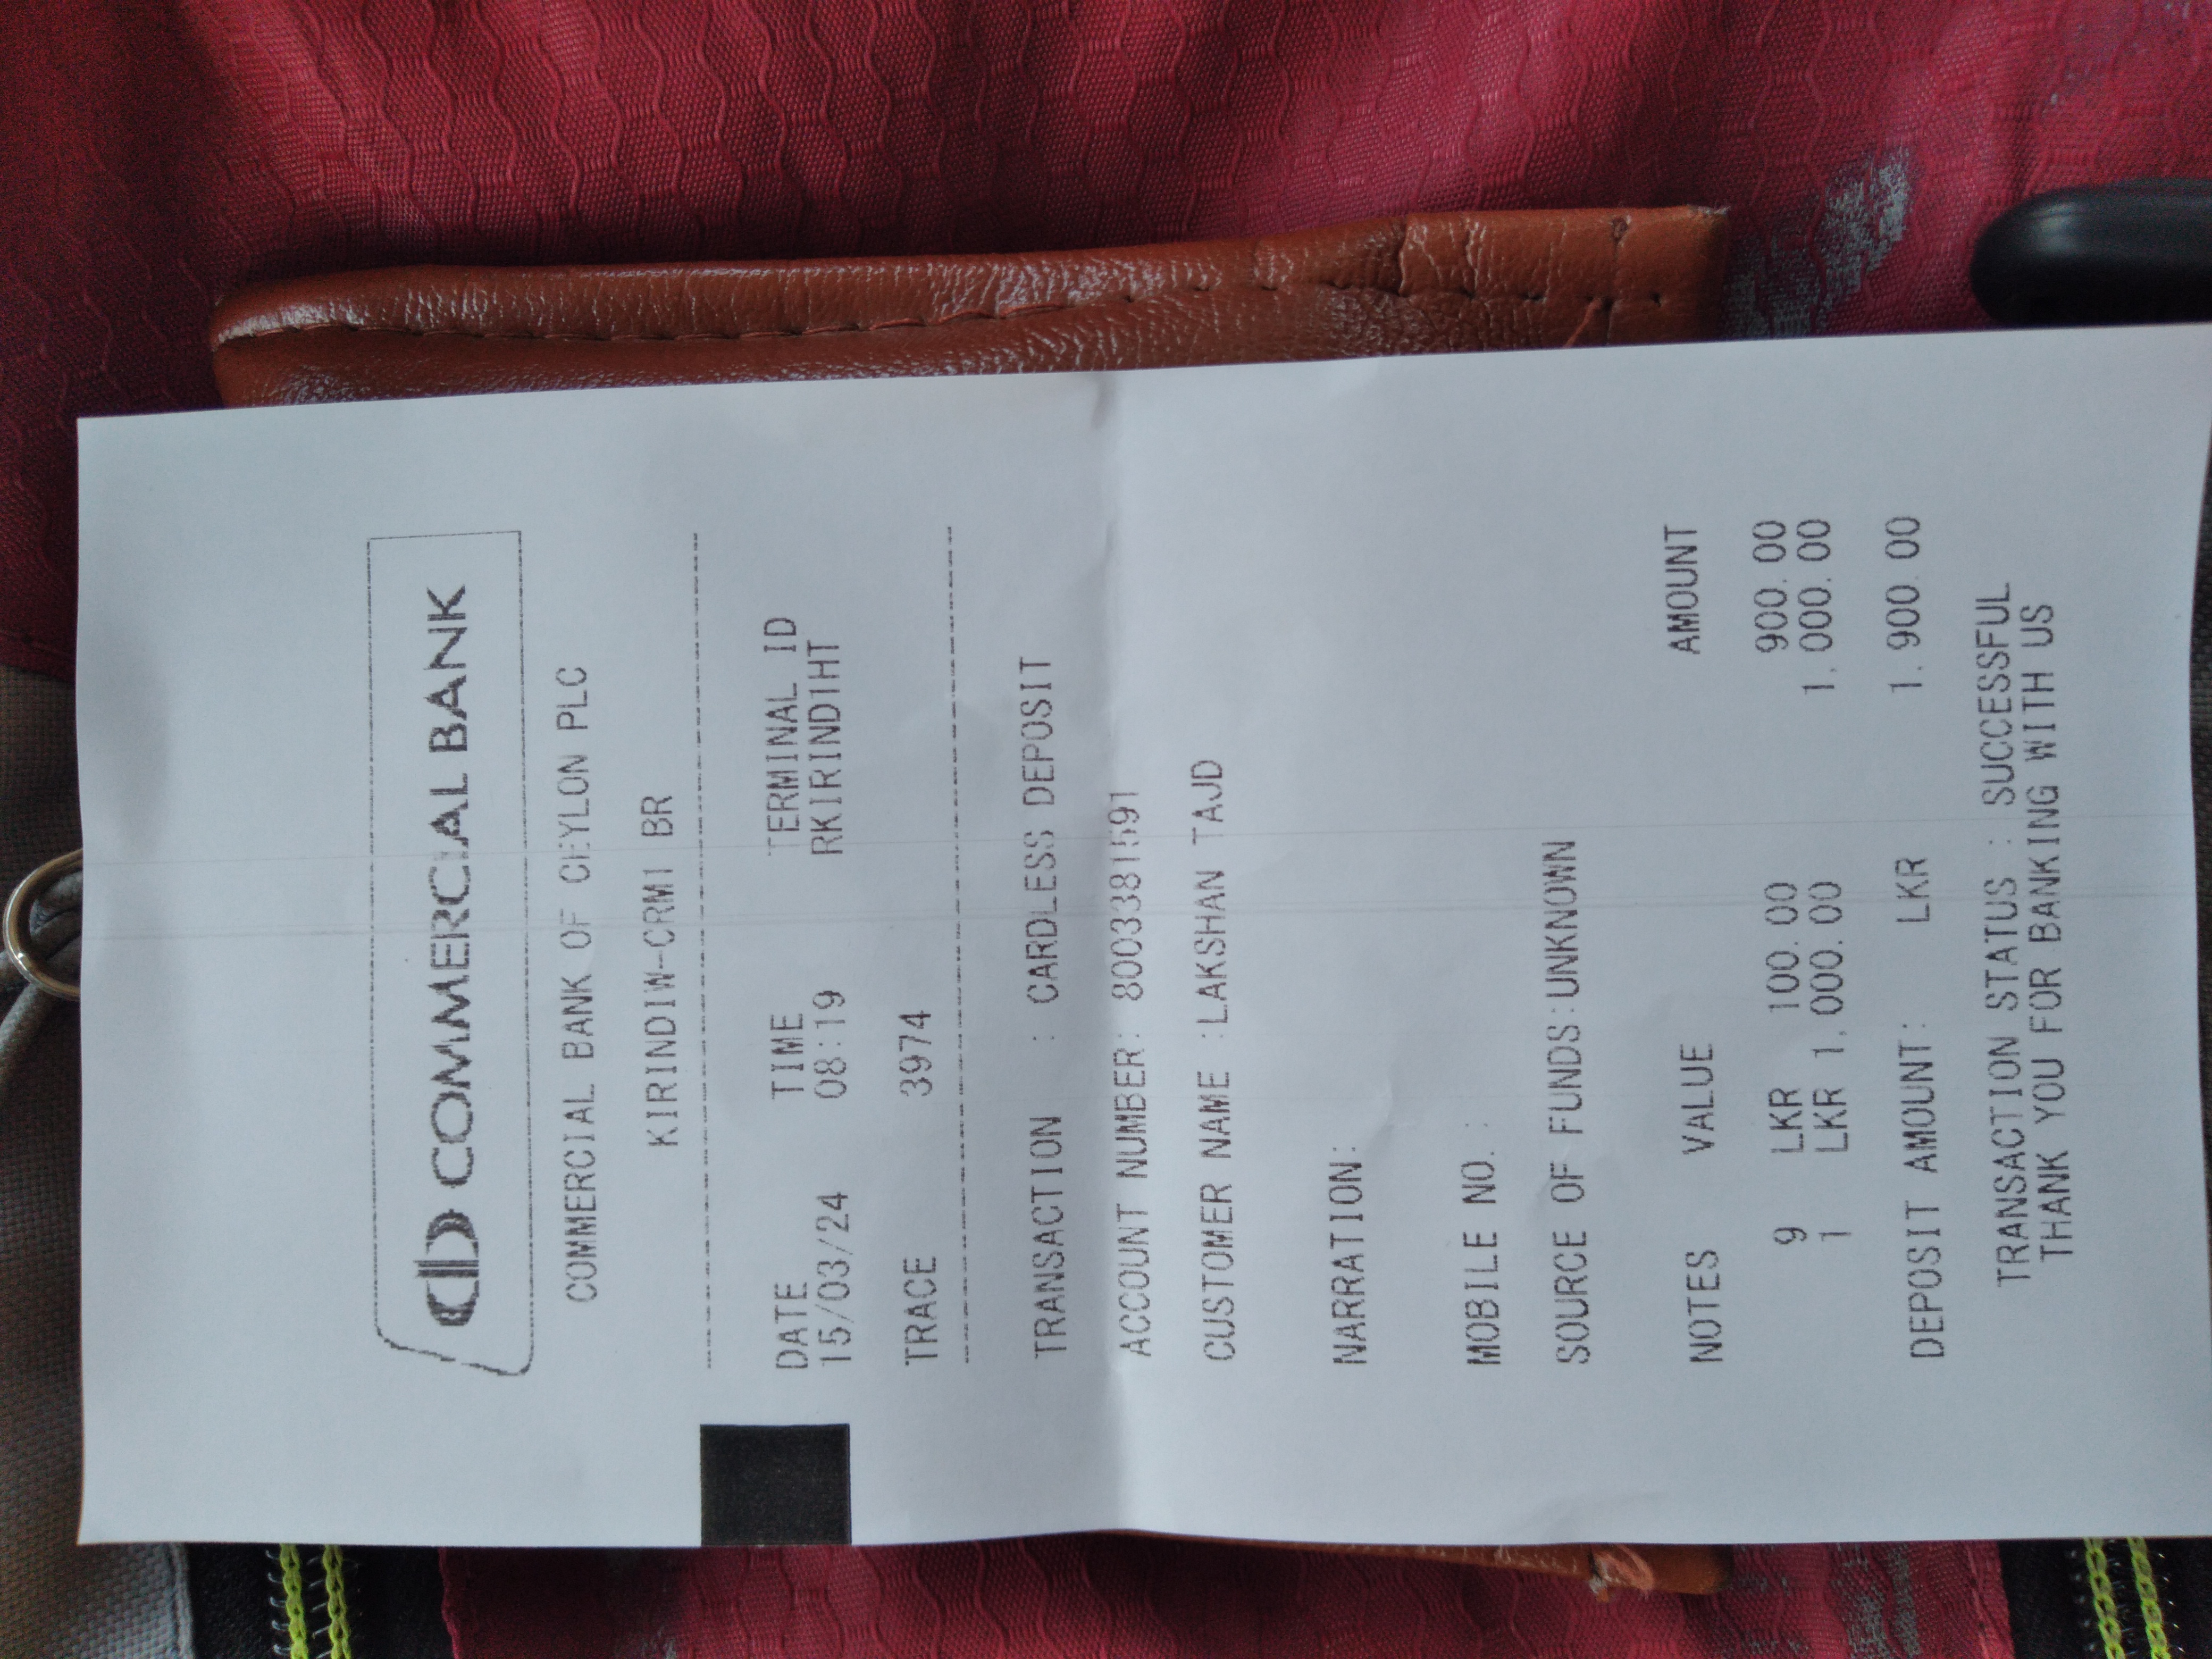 COMMERCIAL BANK
COMMERCIAL BANK OF CEYLON PLC
KIRINDIW-CRM1 BR
DATE TIME TERMINAL ID
15/03/24 08:19 RKIRIND1HT
TRACE 3974
TRANSACTION : CARDLESS DEPOSIT
ACCOUNT NUMBER: 8003381591
CUSTOMER NAME :LAKSHAN TAJD
NARRATION:
MOBILE NO.:
SOURCE OF FUNDS:UNKNOWN
NOTES VALUE AMOUNT
9 LKR 100.00 900.00
1 LKR 1,000.00 1,000.00
DEPOSIT AMOUNT: LKR 1,900.00
TRANSACTION STATUS : SUCCESSFUL
THANK YOU FOR BANKING WITH US